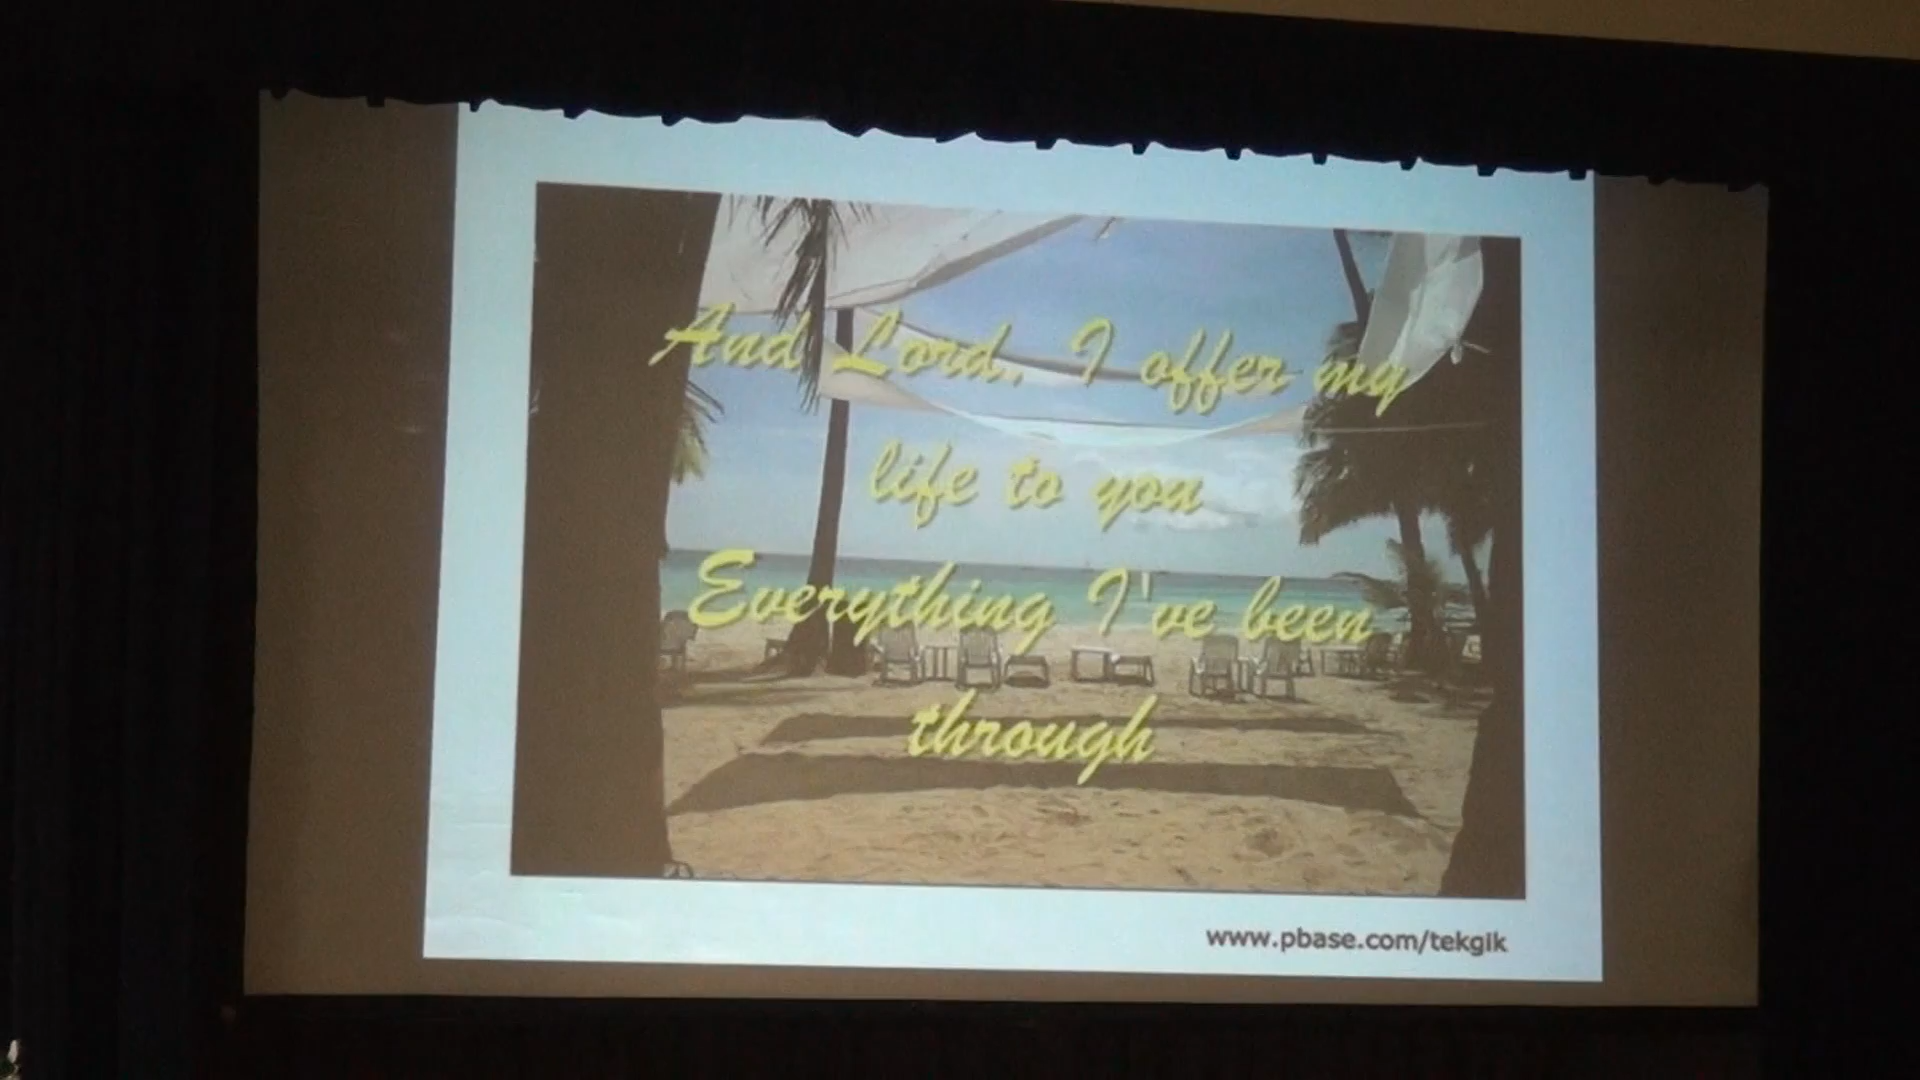 And Lord, I offer my
life to you
Everything I've been
through
www.pbase.com/tekgik